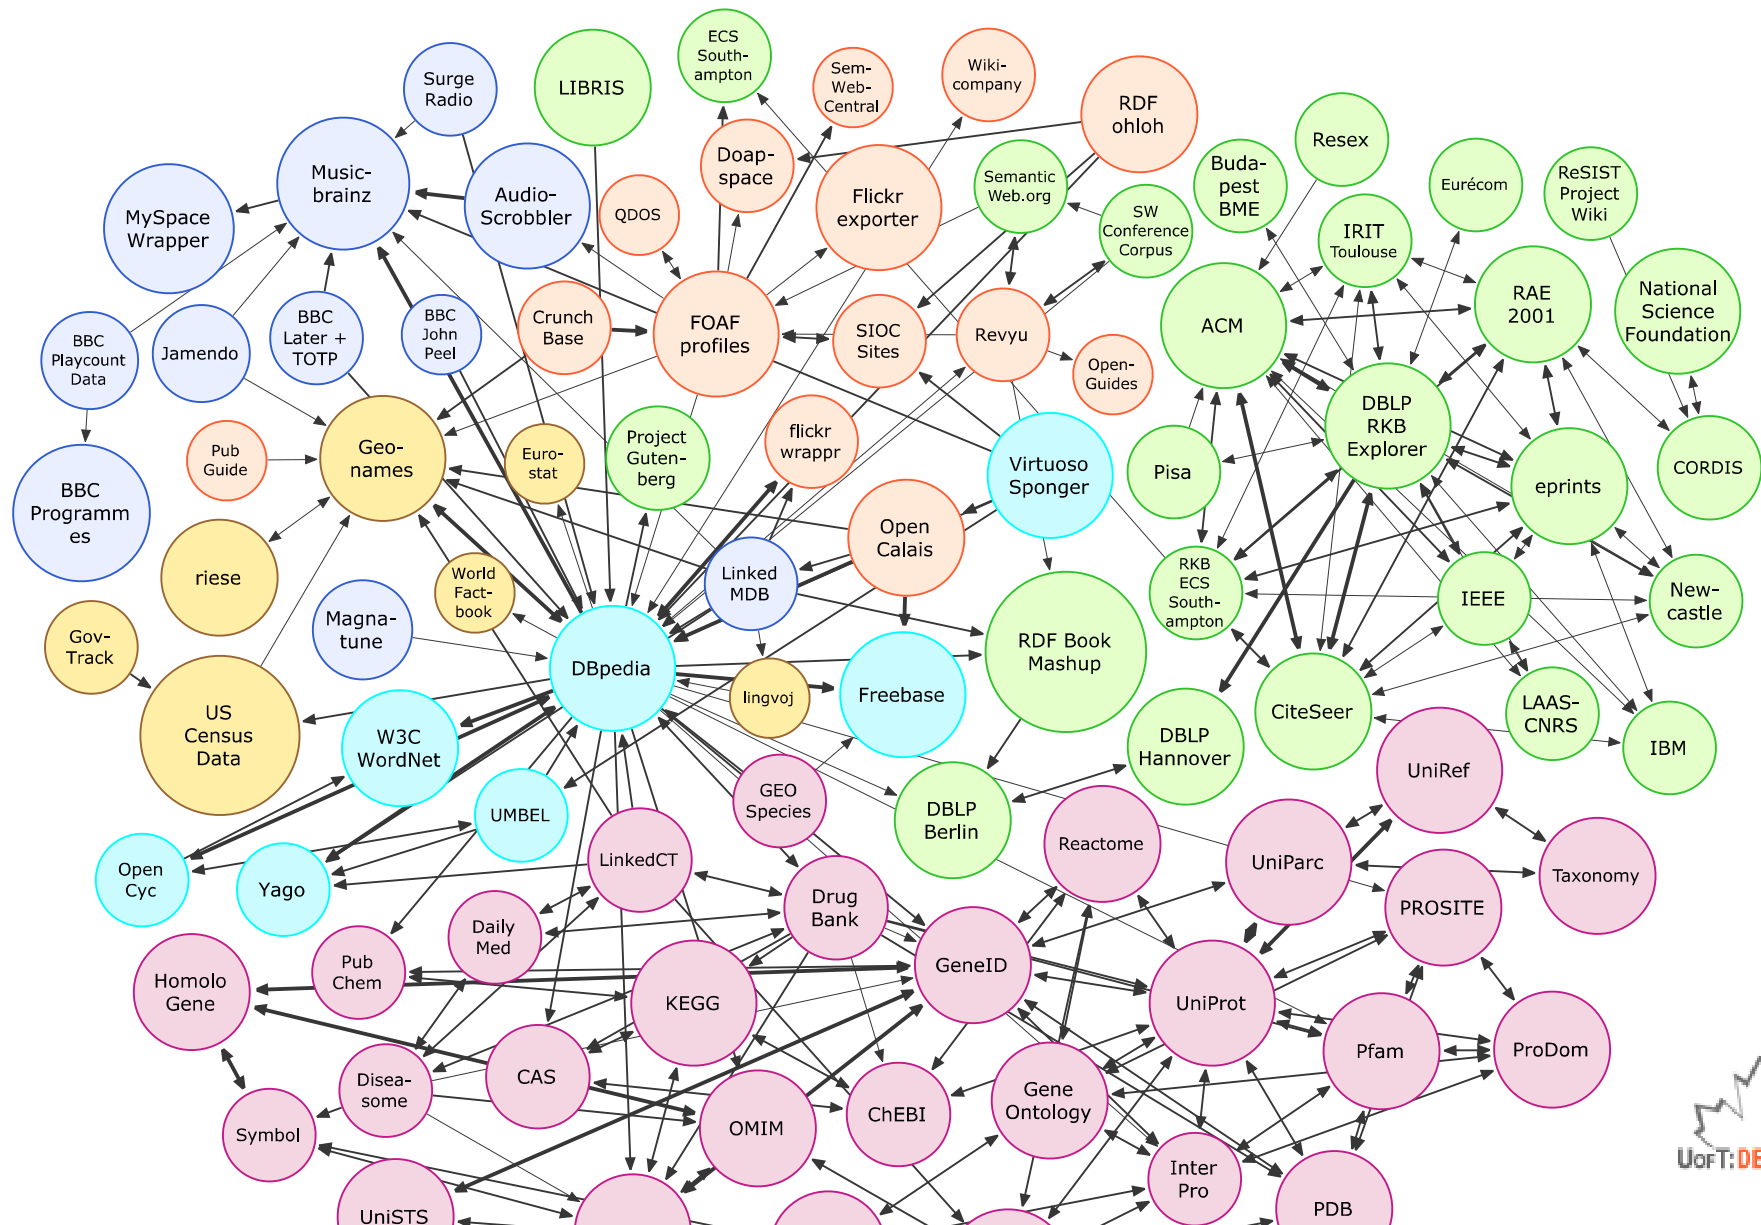 ECS
South-
ampton
Surge
Radio
LIBRIS
Sem-
Web-
Central
Wiki-
company
RDF
ohloh
Music-
brainz
MySpace
Wrapper
Audio-
Scrobbler
QDOS
Doap-
space
Flickr
exporter
Semantic
Web.org
SW
Conference
Corpus
Buda-
pest
BME
Resex
Eurécom
ReSIST
Project
Wiki
IRIT
Toulouse
RAE
2001
National
Science
Foundation
ACM
BBC
Playcount
Data
Jamendo
BBC
Later +
TOTP
BBC
John
Peel
Crunch
Base
FOAF
profiles
SIOC
Sites
Revyu
Open-
Guides
DBLP
RKB
Explorer
Pub
Guide
Geo-
names
Euro-
stat
Project
Guten-
berg
flickr
wrappr
Virtuoso
Sponger
Pisa
eprints
CORDIS
BBC
Programm
es
riese
Open
Calais
World
Fact-
book
Linked
MDB
RKB
ECS
South-
ampton
IEEE
New-
castle
Gov-
Track
Magna-
tune
DBpedia
RDF Book
Mashup
lingvoj
Freebase
CiteSeer
LAAS-
CNRS
IBM
US
Census
Data
W3C
WordNet
DBLP
Hannover
UniRef
UMBEL
GEO
Species
DBLP
Berlin
Reactome
UniParc
Taxonomy
Open
Cyc
Yago
LinkedCT
Drug
Bank
PROSITE
Daily
Med
Pub
Chem
Homolo
Gene
KEGG
GeneID
UniProt
Pfam
ProDom
CAS
Disea-
some
Symbol
OMIM
ChEBI
Gene
Ontology
Inter
Pro
PDB
UniSTS
UOFT:DE